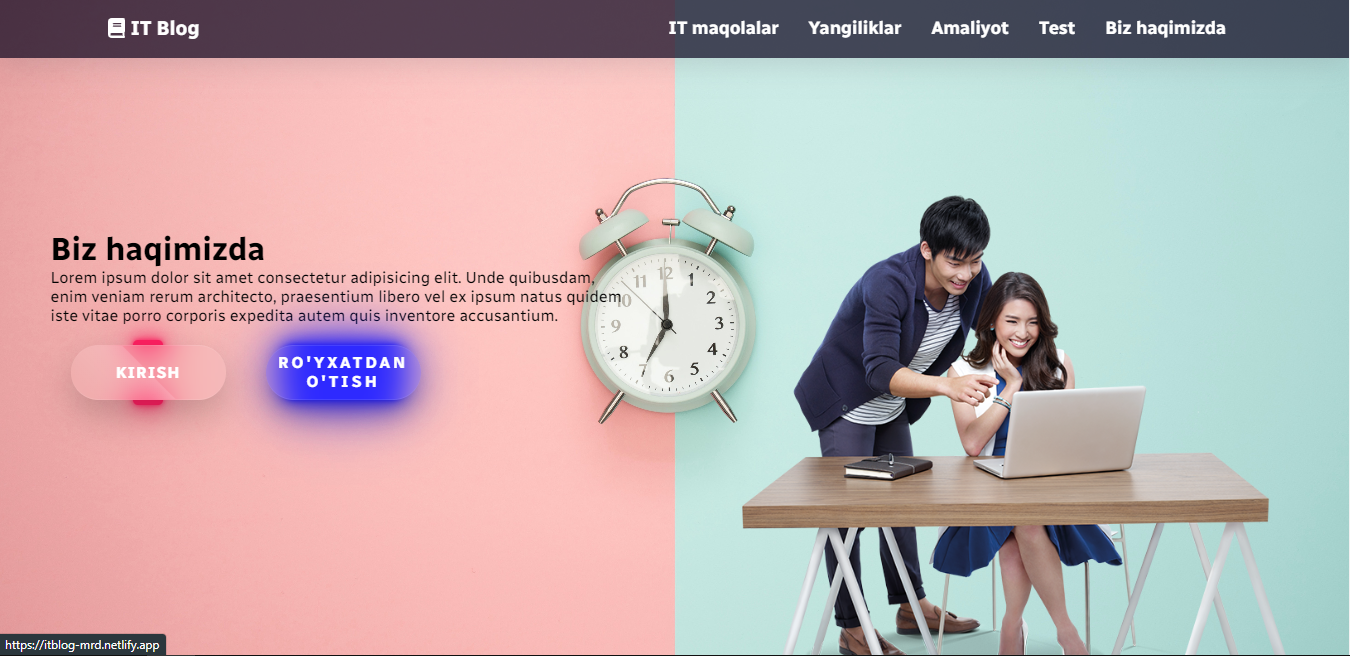 IT Blog
IT maqolalar Yangiliklar Amaliyot Test Biz haqimizda
Biz haqimizda
Lorem ipsum dolor sit amet consectetur adipisicing elit. Unde quibusdam,
enim veniam rerum architecto, praesentium libero vel ex ipsum natus quidem
iste vitae porro corporis expedita autem quis inventore accusantium.
KIRISH
RO'YXATDAN
O'TISH
12
1
2
3
4
5
6
7
8
9
10
11
https://itblog-mrd.netlify.app